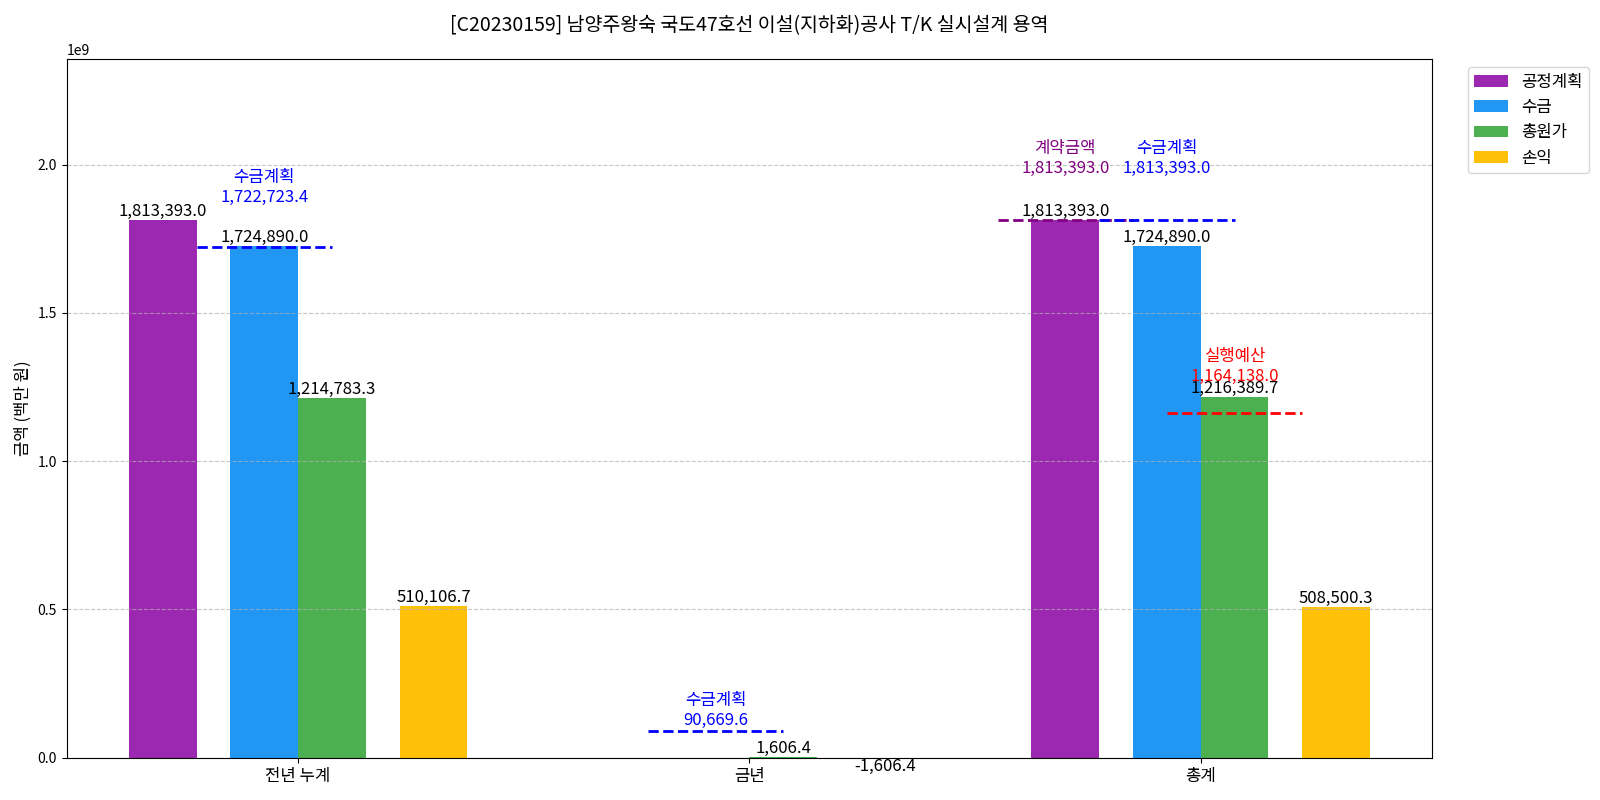 [C20230159] 남양주왕숙 국도47호선 이설(지하화)공사 T/K 실시설계 용역
1e9
공정계획
수금
총원가
손익
금액 (백만 원)
2.0
1.5
1.0
0.5
0.0
수금계획
1,722,723.4
1,813,393.0
1,724,890.0
1,214,783.3
510,106.7
수금계획
90,669.6
1,606.4
-1,606.4
계약금액
1,813,393.0
수금계획
1,813,393.0
1,813,393.0
1,724,890.0
실행예산
1,164,138.0
1,216,389.7
508,500.3
전년 누계
금년
총계